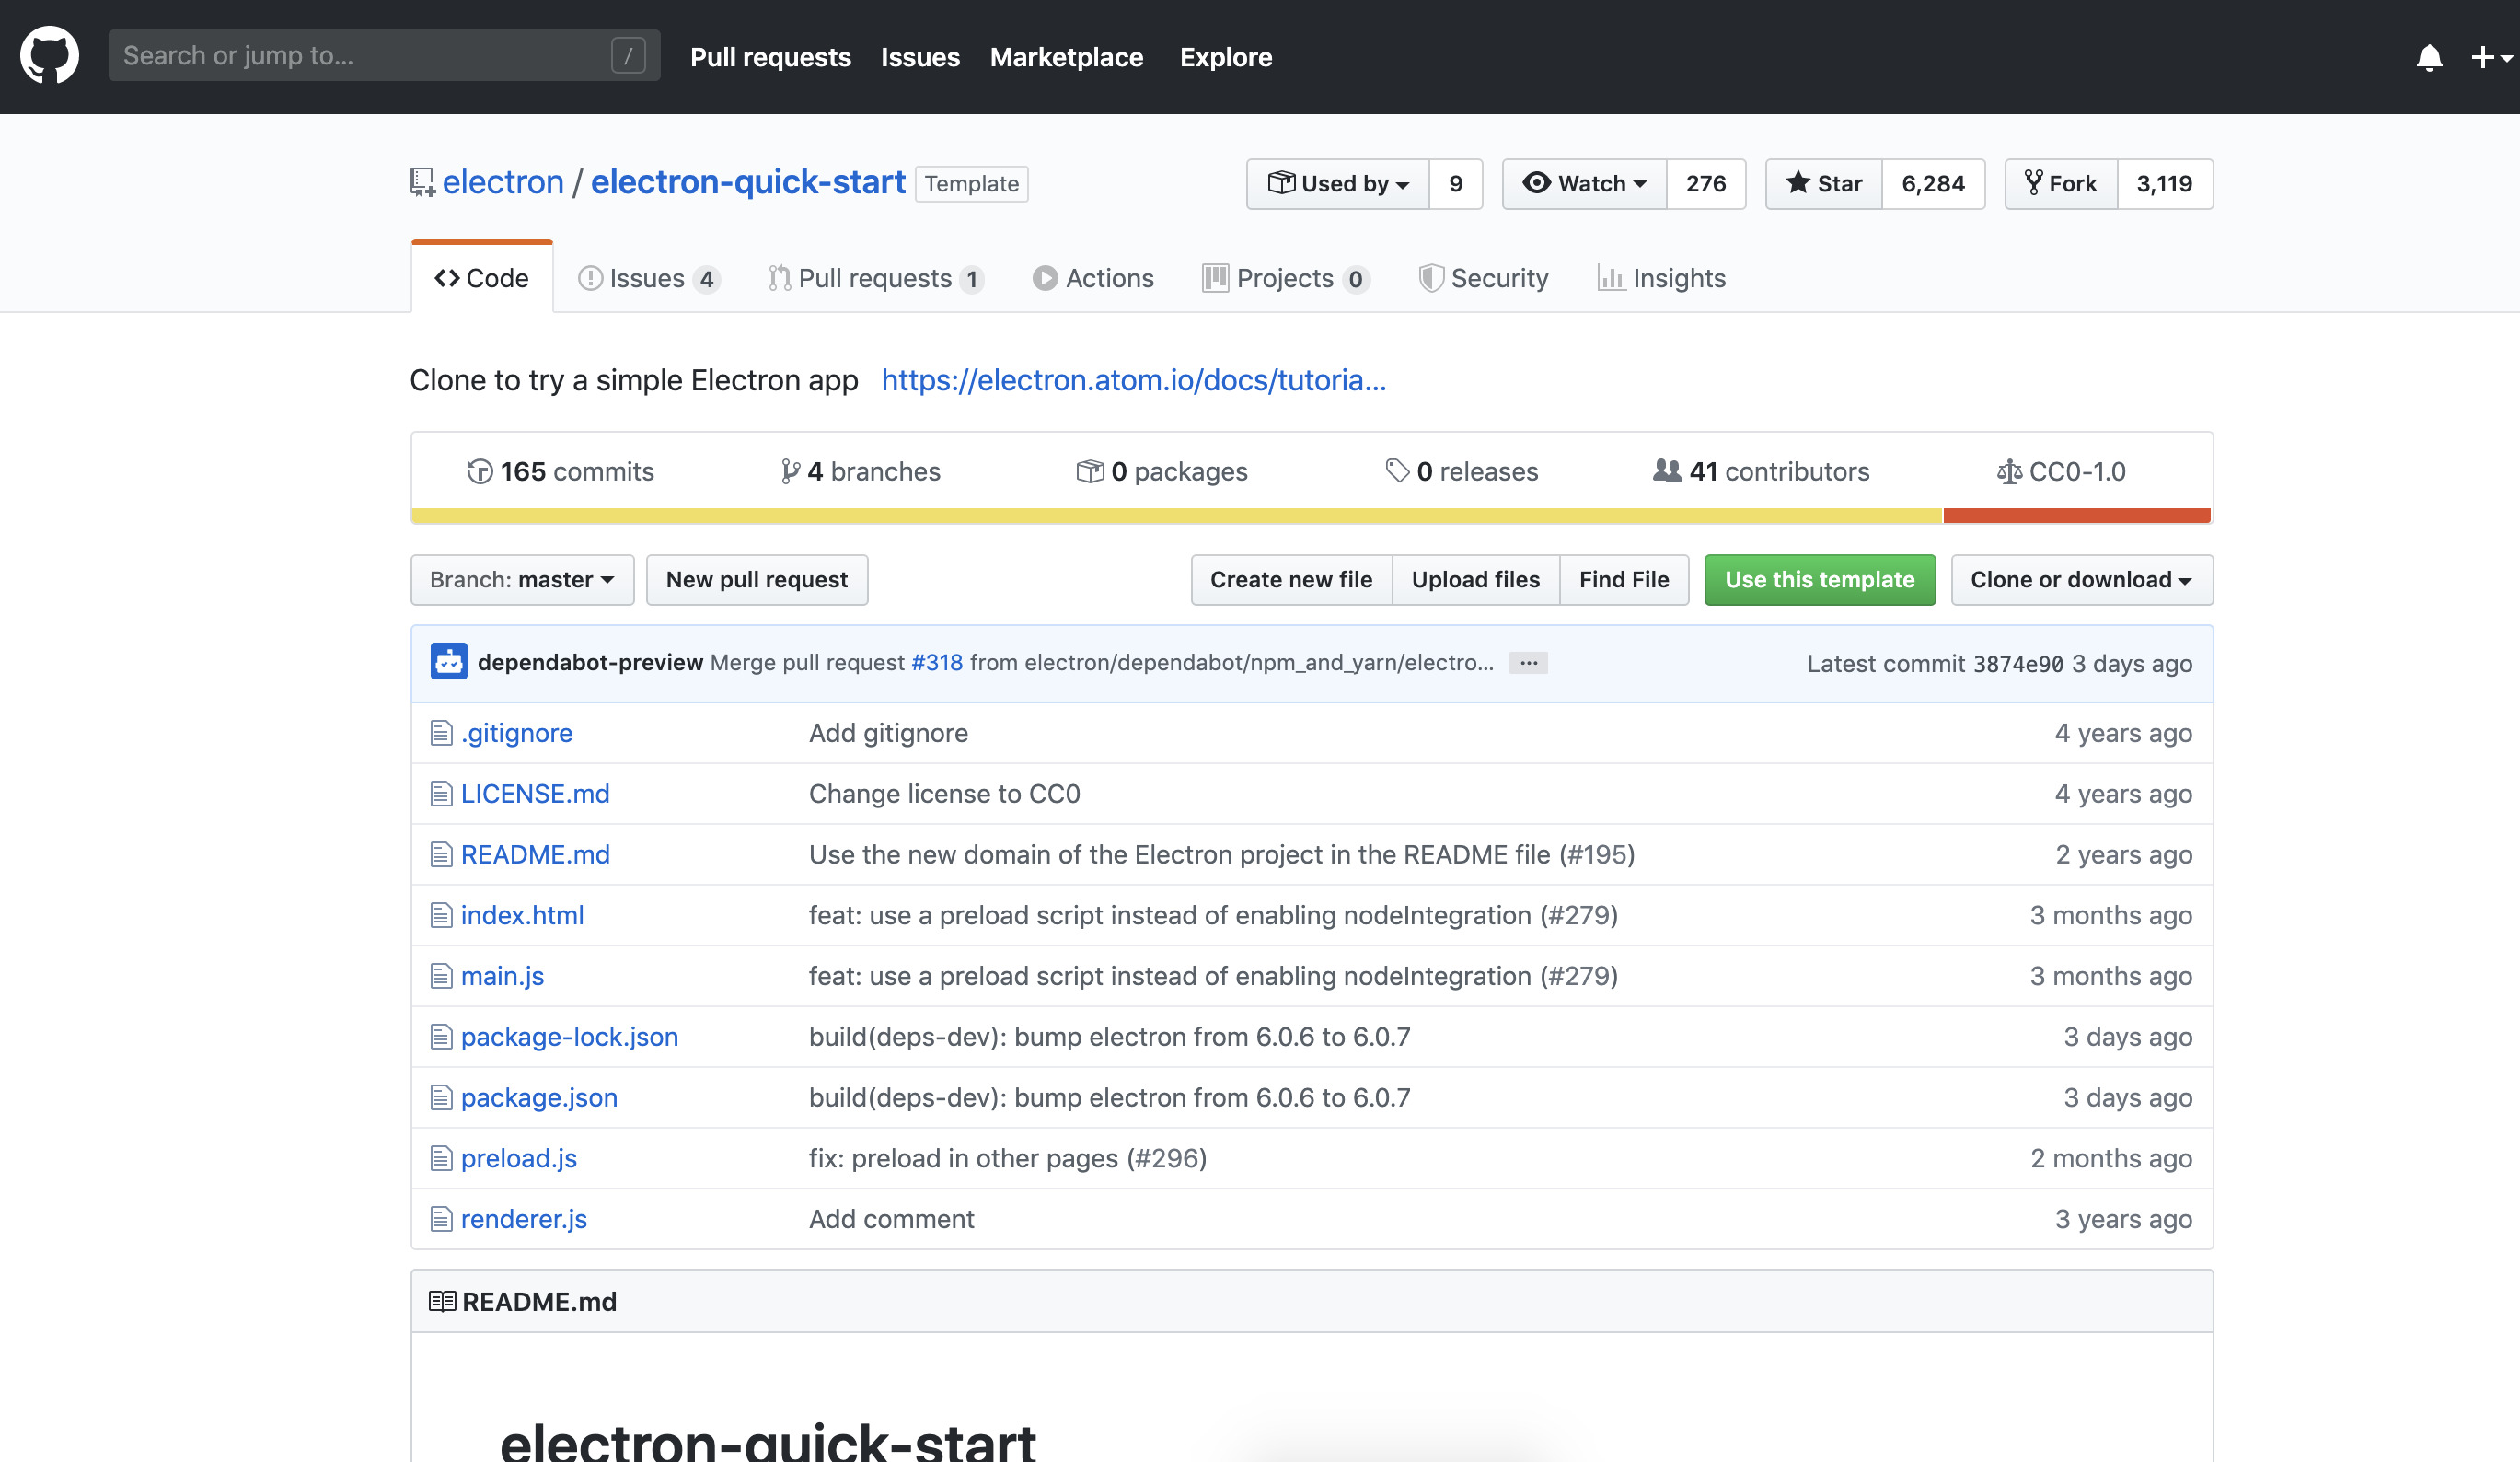 Search or jump to... /
Pull requests Issues Marketplace Explore
electron / electron-quick-start Template
Used by 9 Watch 276 Star 6,284 Fork 3,119
Code Issues 4 Pull requests 1 Actions Projects 0 Security Insights
Clone to try a simple Electron app https://electron.atom.io/docs/tutoria...
165 commits 4 branches 0 packages 0 releases 41 contributors CC0-1.0
Branch: master New pull request Create new file Upload files Find File Use this template Clone or download
dependabot-preview Merge pull request #318 from electron/dependabot/npm_and_yarn/electro... ... Latest commit 3874e90 3 days ago
.gitignore Add gitignore 4 years ago
LICENSE.md Change license to CC0 4 years ago
README.md Use the new domain of the Electron project in the README file (#195) 2 years ago
index.html feat: use a preload script instead of enabling nodeIntegration (#279) 3 months ago
main.js feat: use a preload script instead of enabling nodeIntegration (#279) 3 months ago
package-lock.json build(deps-dev): bump electron from 6.0.6 to 6.0.7 3 days ago
package.json build(deps-dev): bump electron from 6.0.6 to 6.0.7 3 days ago
preload.js fix: preload in other pages (#296) 2 months ago
renderer.js Add comment 3 years ago
README.md
electron-quick-start